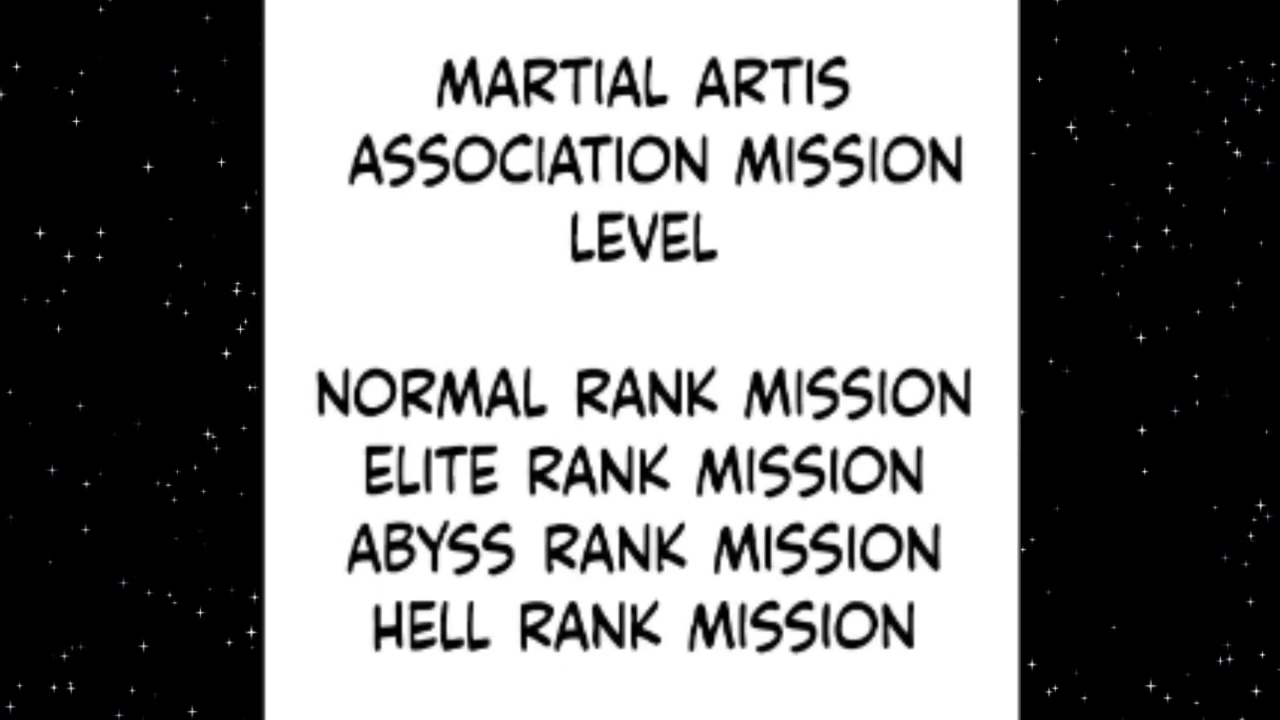 MARTIAL ARTIS
ASSOCIATION MISSION
LEVEL
NORMAL RANK MISSION
ELITE RANK MISSION
ABYSS RANK MISSION
HELL RANK MISSION